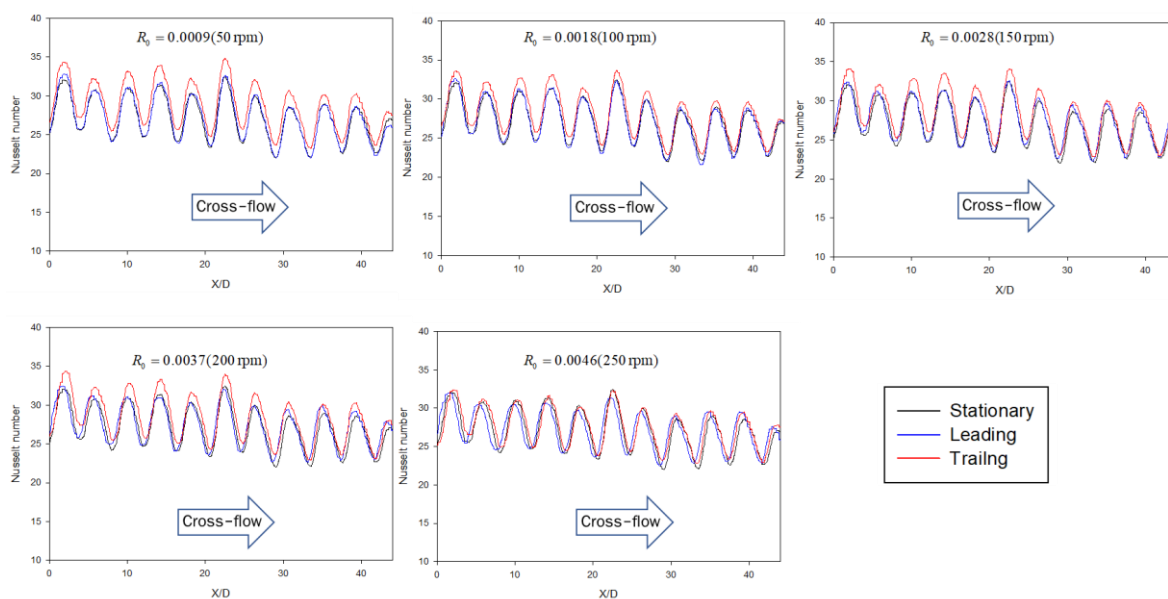 R₀ = 0.0009(50 rpm)
40
35
30
25
20
15
10
Nusselt number
Cross-flow
0 10 20 30 40
X/D
R₀ = 0.0018(100 rpm)
40
35
30
25
20
15
10
Nusselt number
Cross-flow
0 10 20 30 40
X/D
R₀ = 0.0028(150 rpm)
40
35
30
25
20
15
10
Nusselt number
Cross-flow
0 10 20 30 40
X/D
R₀ = 0.0037(200 rpm)
40
35
30
25
20
15
10
Nusselt number
Cross-flow
0 10 20 30 40
X/D
R₀ = 0.0046(250 rpm)
40
35
30
25
20
15
10
Nusselt number
Cross-flow
0 10 20 30 40
X/D
Stationary
Leading
Trailng